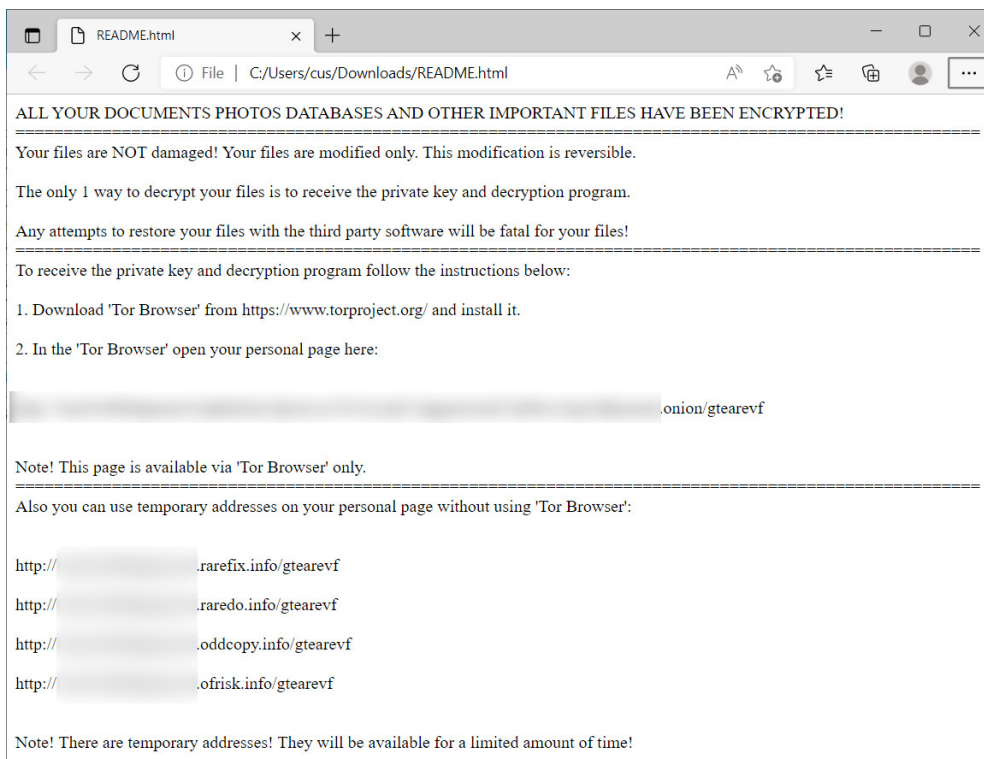 README.html
File
C:/Users/cus/Downloads/README.html
ALL YOUR DOCUMENTS PHOTOS DATABASES AND OTHER IMPORTANT FILES HAVE BEEN ENCRYPTED!
Your files are NOT damaged! Your files are modified only. This modification is reversible.
The only 1 way to decrypt your files is to receive the private key and decryption program.
Any attempts to restore your files with the third party software will be fatal for your files!
To receive the private key and decryption program follow the instructions below:
1. Download 'Tor Browser' from https://www.torproject.org/ and install it.
2. In the 'Tor Browser' open your personal page here:
.onion/gtearevf
Note! This page is available via 'Tor Browser' only.
Also you can use temporary addresses on your personal page without using 'Tor Browser':
http:// .rarefix.info/gtearevf
http:// .raredo.info/gtearevf
http:// .oddcopy.info/gtearevf
http:// .ofrisk.info/gtearevf
Note! There are temporary addresses! They will be available for a limited amount of time!